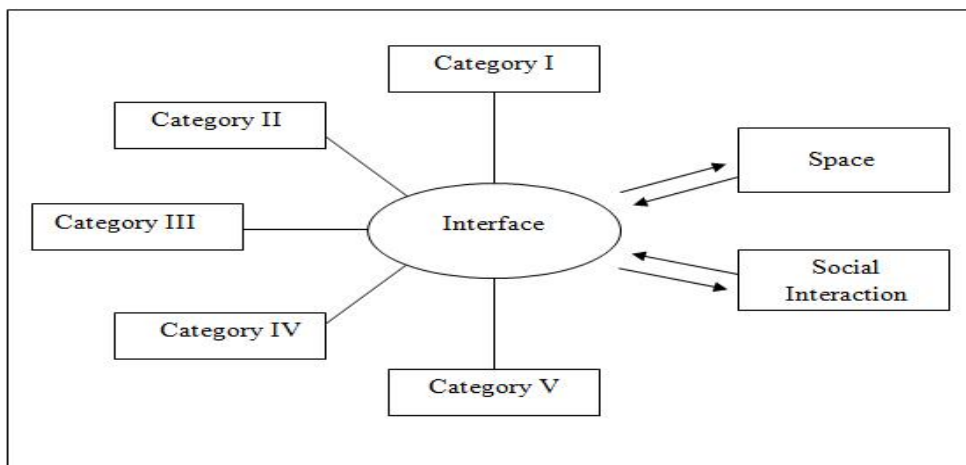 Category I
Category II
Space
Category III
Interface
Social
Interaction
Category IV
Category V